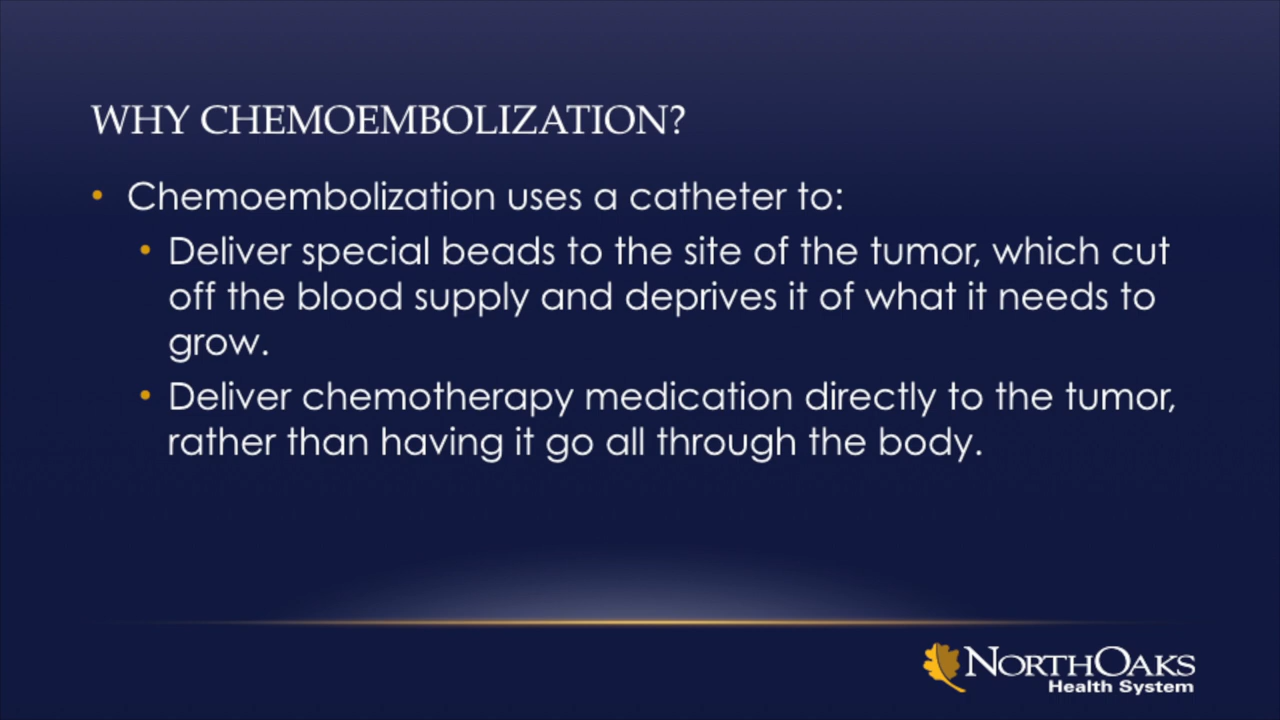 WHY CHEMOEMBOLIZATION?
• Chemoembolization uses a catheter to:
• Deliver special beads to the site of the tumor, which cut
off the blood supply and deprives it of what it needs to
grow.
• Deliver chemotherapy medication directly to the tumor,
rather than having it go all through the body.
NORTHOAKS
Health System